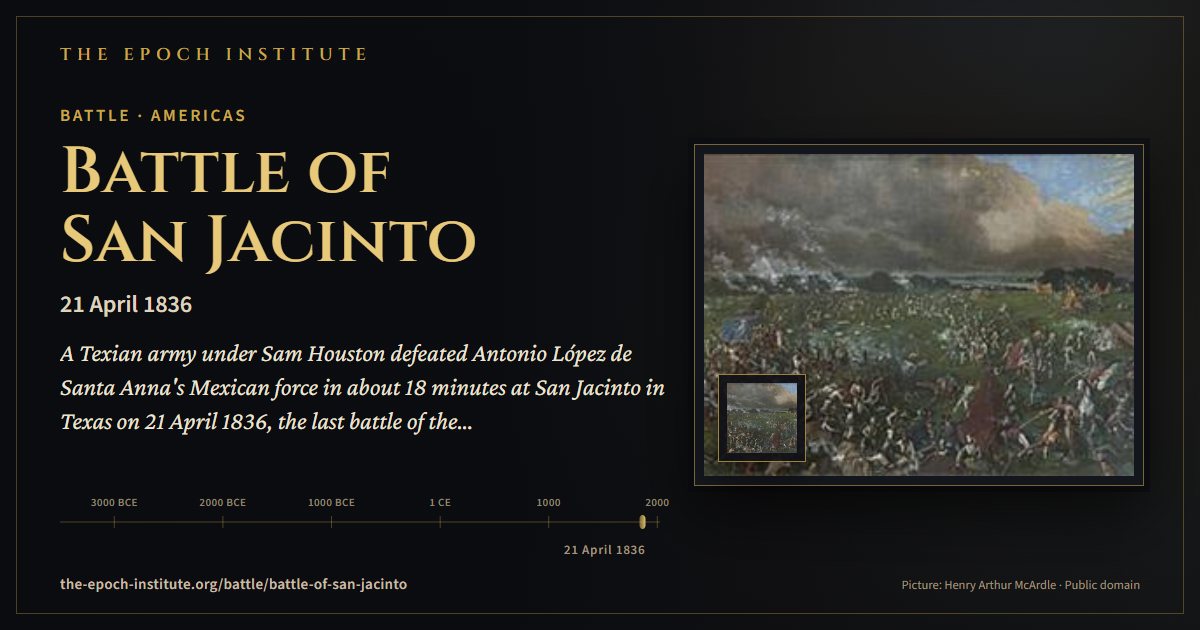 THE EPOCH INSTITUTE
BATTLE · AMERICAS
BATTLE OF
SAN JACINTO
21 April 1836
A Texian army under Sam Houston defeated Antonio López de
Santa Anna's Mexican force in about 18 minutes at San Jacinto in
Texas on 21 April 1836, the last battle of the...
3000 BCE 2000 BCE 1000 BCE 1 CE 1000 2000
21 April 1836
the-epoch-institute.org/battle/battle-of-san-jacinto
Picture: Henry Arthur McArdle · Public domain